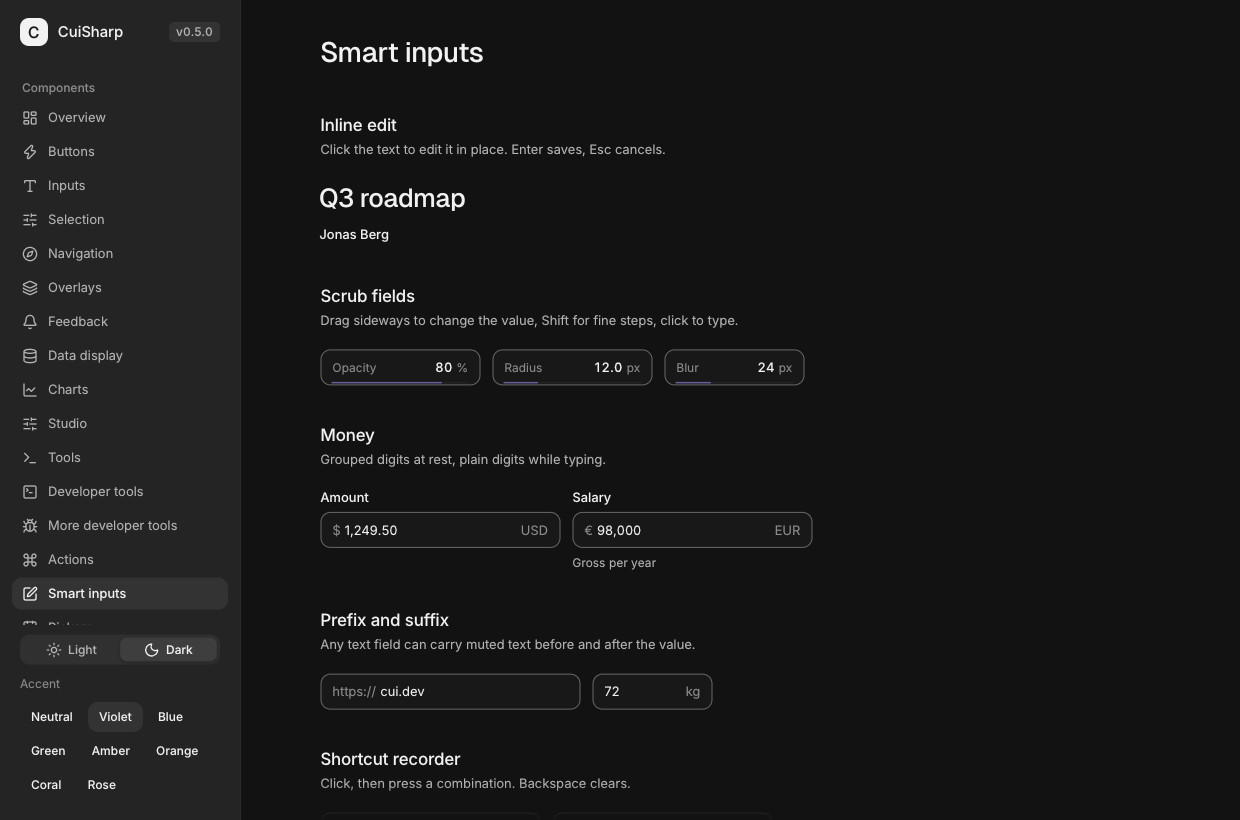 C CuiSharp v0.5.0
Components
Overview
Buttons
Inputs
Selection
Navigation
Overlays
Feedback
Data display
Charts
Studio
Tools
Developer tools
More developer tools
Actions
Smart inputs
Light Dark
Accent
Neutral Violet Blue
Green Amber Orange
Coral Rose
Smart inputs
Inline edit
Click the text to edit it in place. Enter saves, Esc cancels.
Q3 roadmap
Jonas Berg
Scrub fields
Drag sideways to change the value, Shift for fine steps, click to type.
Opacity 80 % Radius 12.0 px Blur 24 px
Money
Grouped digits at rest, plain digits while typing.
Amount Salary
$ 1,249.50 USD € 98,000 EUR
Gross per year
Prefix and suffix
Any text field can carry muted text before and after the value.
https:// cui.dev 72 kg
Shortcut recorder
Click, then press a combination. Backspace clears.